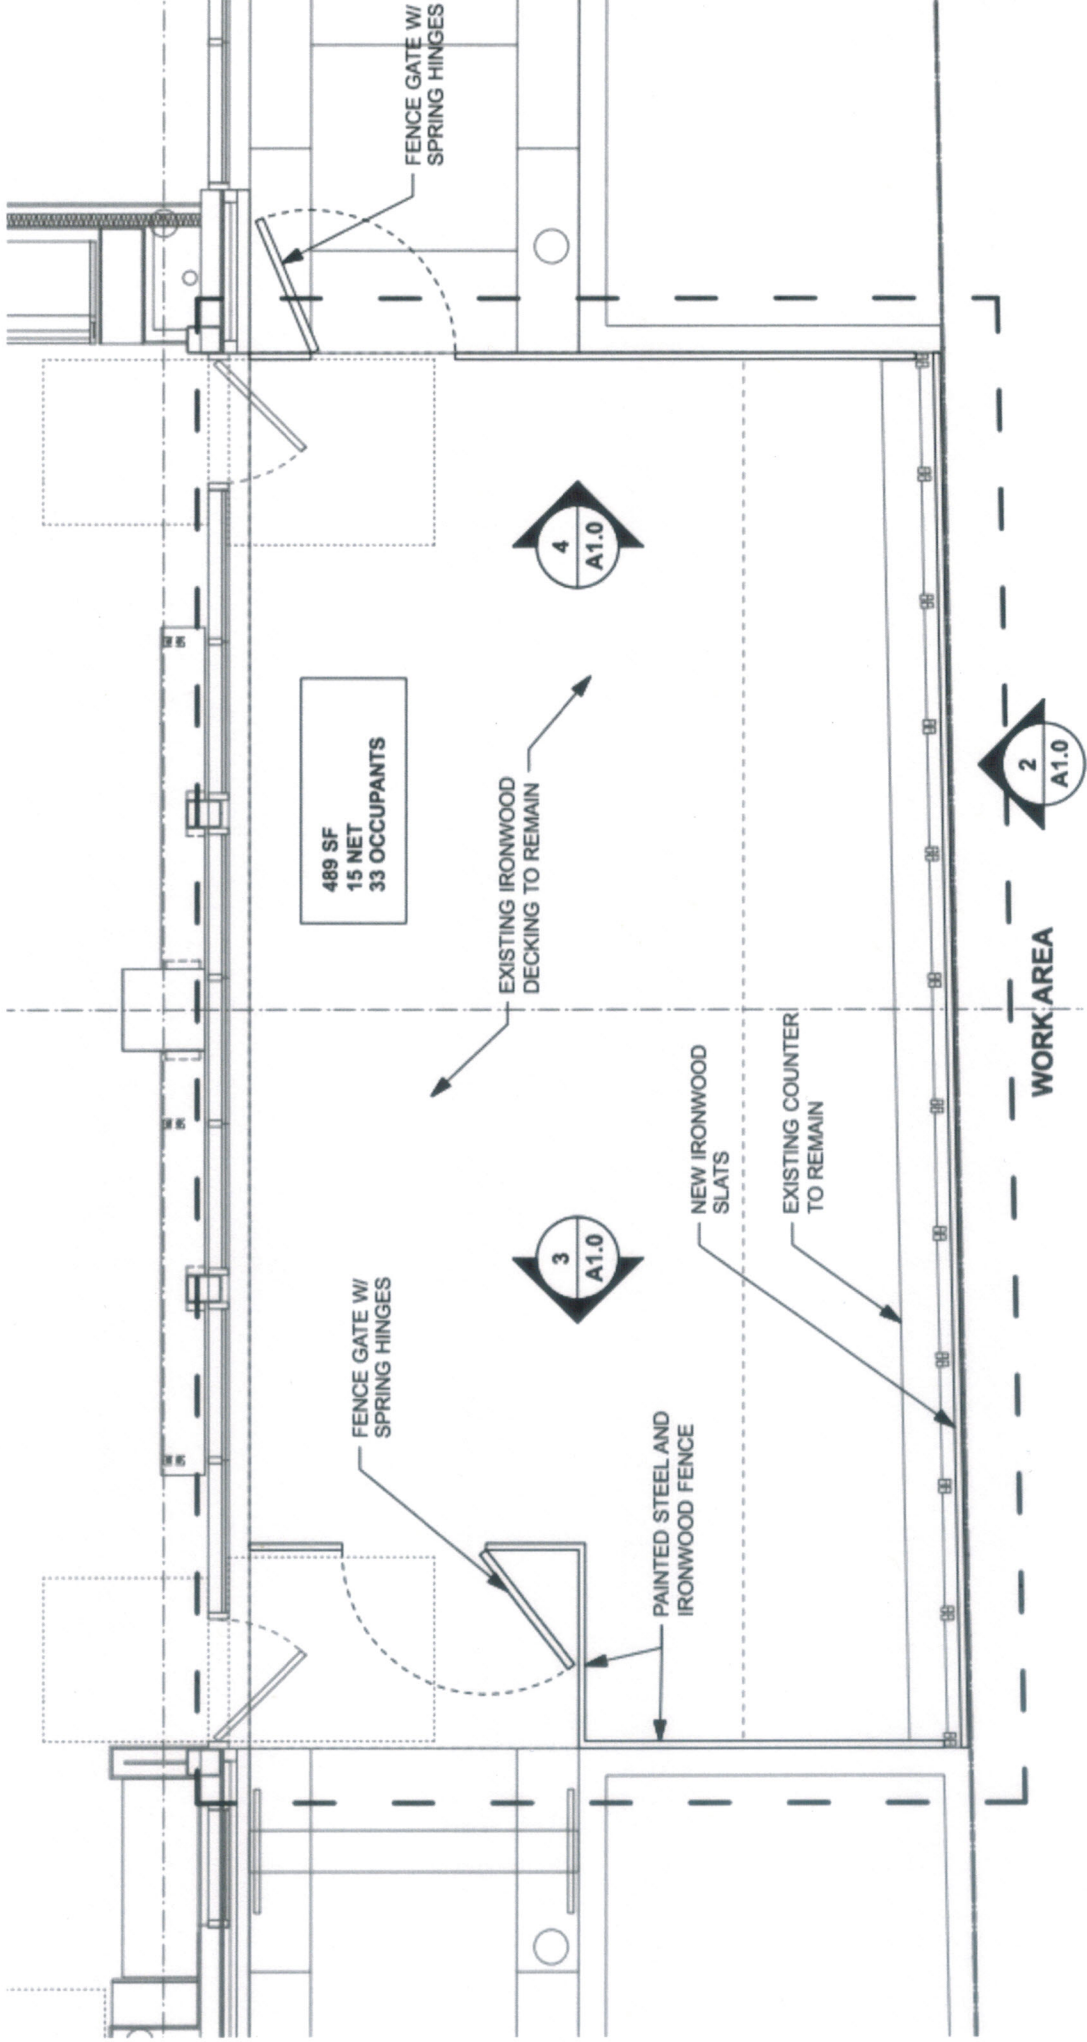 FENCE GATE W/
SPRING HINGES
489 SF
15 NET
33 OCCUPANTS
FENCE GATE W/
SPRING HINGES
EXISTING IRONWOOD
DECKING TO REMAIN
3
A1.0
4
A1.0
PAINTED STEEL AND
IRONWOOD FENCE
NEW IRONWOOD
SLATS
EXISTING COUNTER
TO REMAIN
WORK AREA
2
A1.0